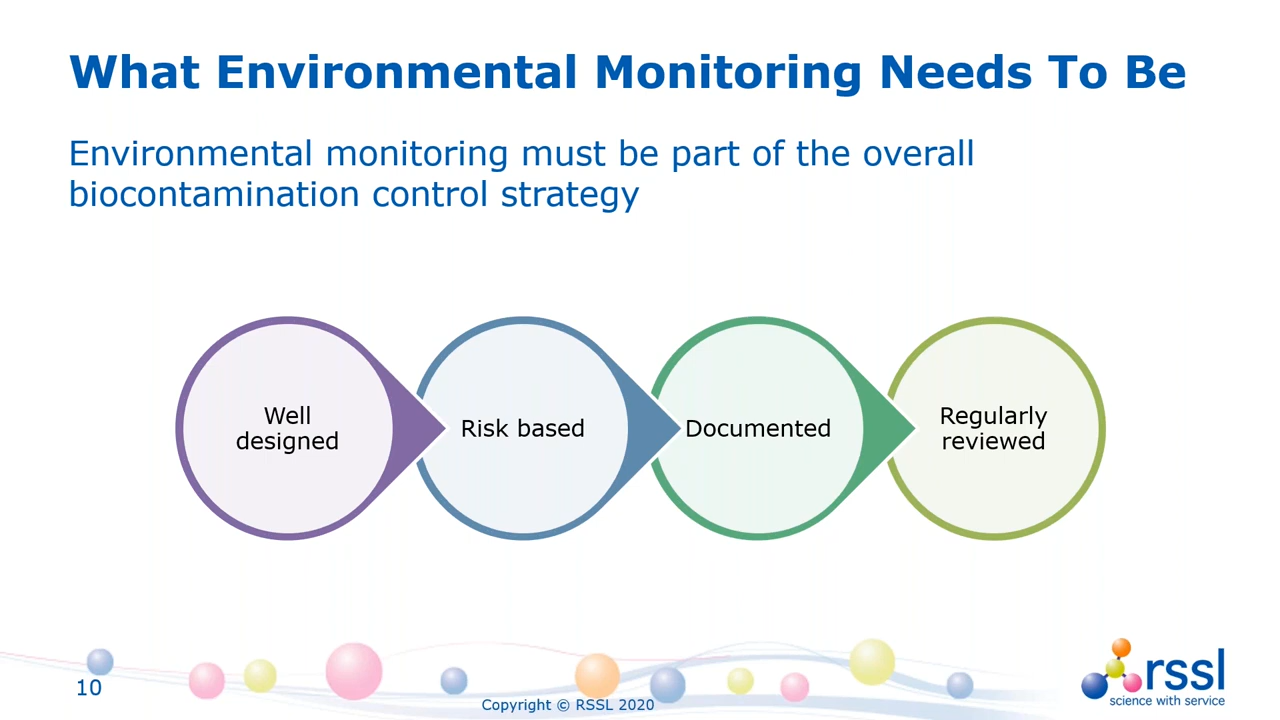 What Environmental Monitoring Needs To Be
Environmental monitoring must be part of the overall
biocontamination control strategy
Well
designed
Risk based
Documented
Regularly
reviewed
10
Copyright © RSSL 2020
rssl
science with service